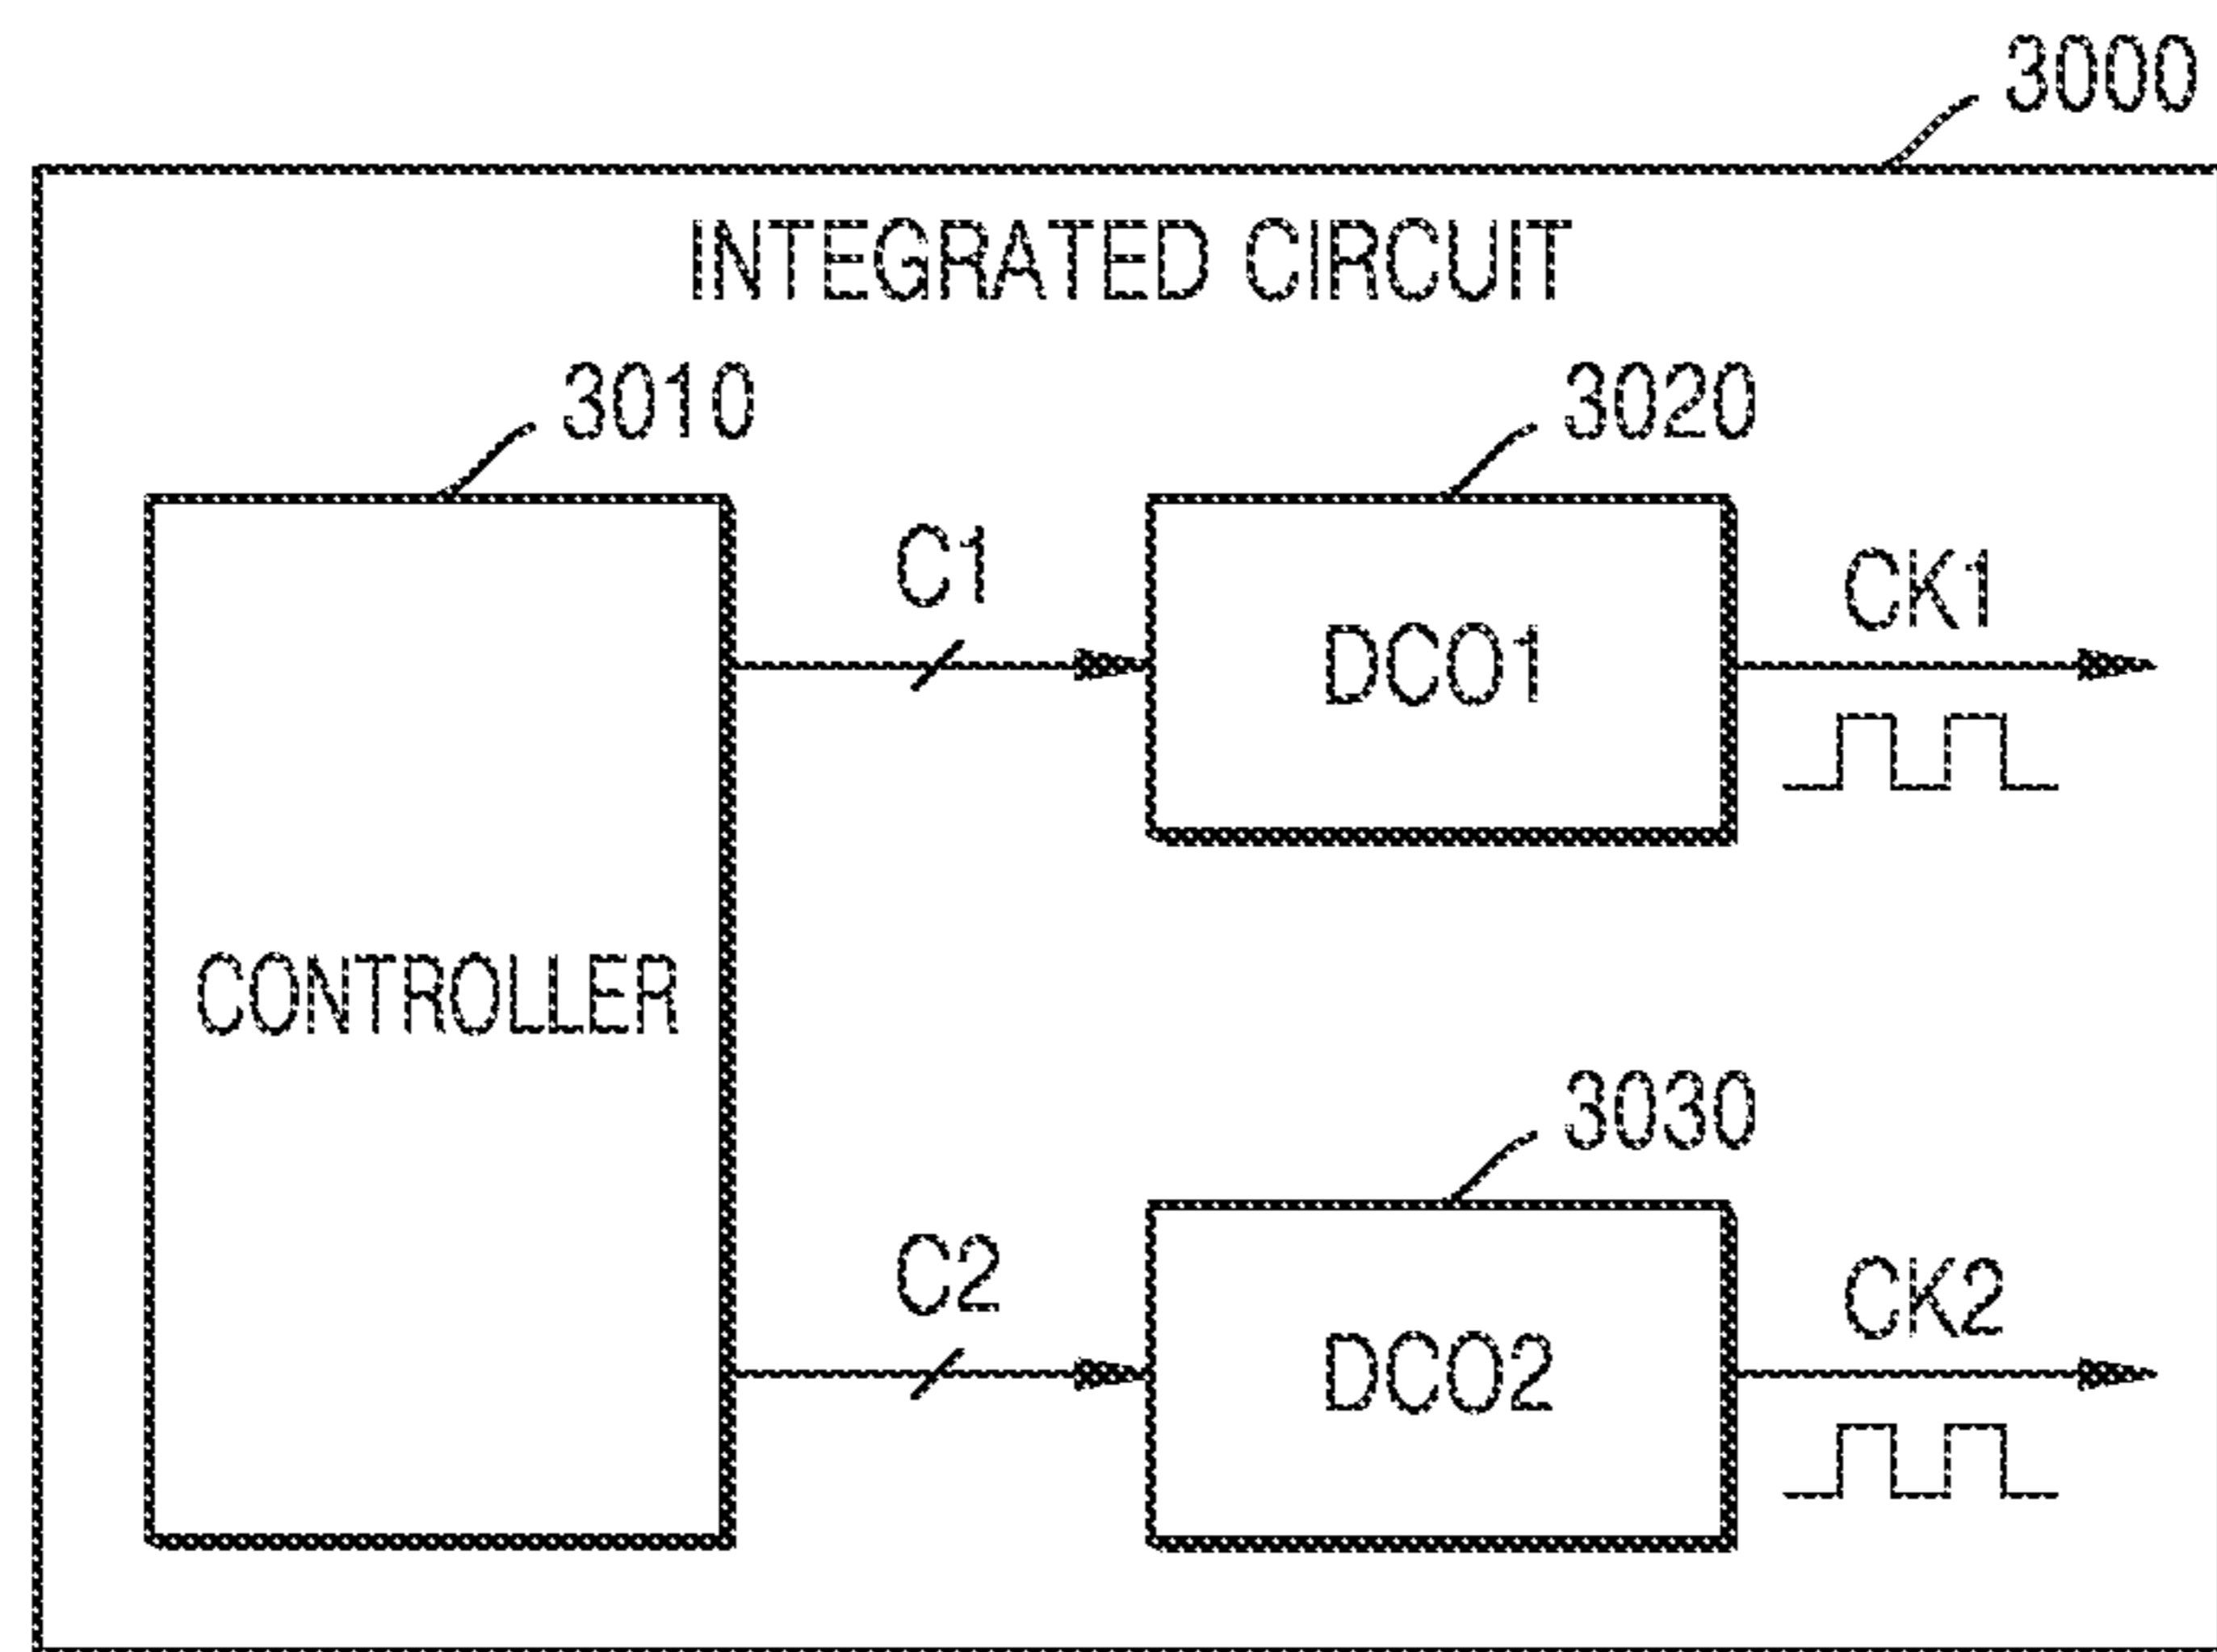 3000
INTEGRATED CIRCUIT
3010
3020
C1
DCO1
CK1
CONTROLLER
3030
C2
DCO2
CK2